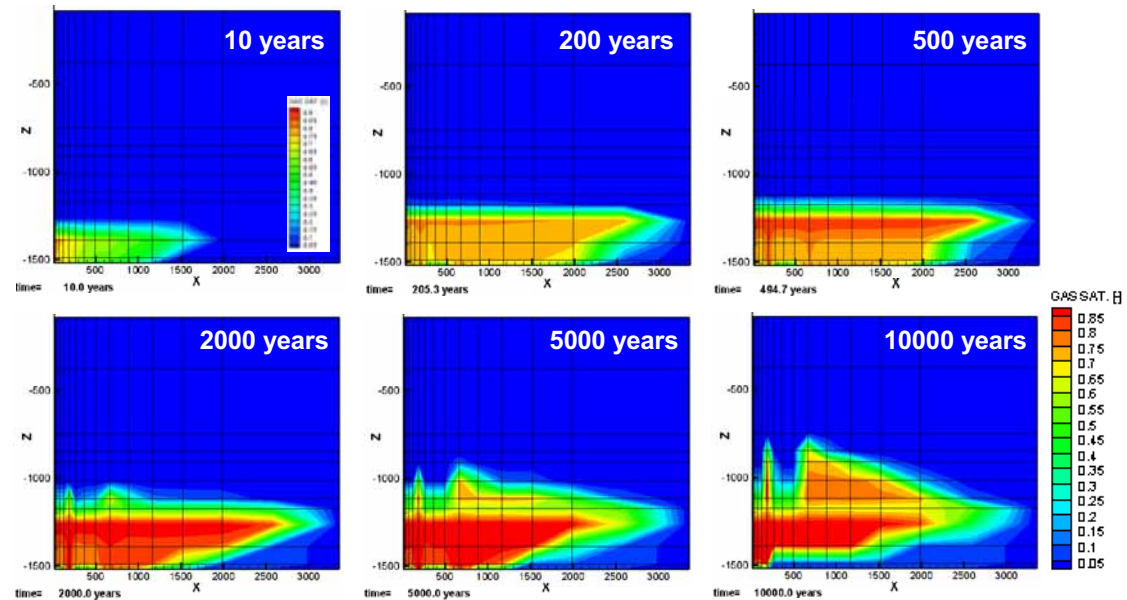 10 years
200 years
500 years
Z
-500
-1000
-1500
500 1000 1500 2000 2500 3000
X
time= 10.0 years
Z
-500
-1000
-1500
500 1000 1500 2000 2500 3000
X
time= 205.3 years
Z
-500
-1000
-1500
500 1000 1500 2000 2500 3000
X
time= 494.7 years
2000 years
5000 years
10000 years
Z
-500
-1000
-1500
500 1000 1500 2000 2500 3000
X
time= 2000.0 years
Z
-500
-1000
-1500
500 1000 1500 2000 2500 3000
X
time= 5000.0 years
Z
-500
-1000
-1500
500 1000 1500 2000 2500 3000
X
time= 10000.0 years
GAS SAT.
0.85
0.8
0.75
0.7
0.65
0.6
0.55
0.5
0.45
0.4
0.35
0.3
0.25
0.2
0.15
0.1
0.05